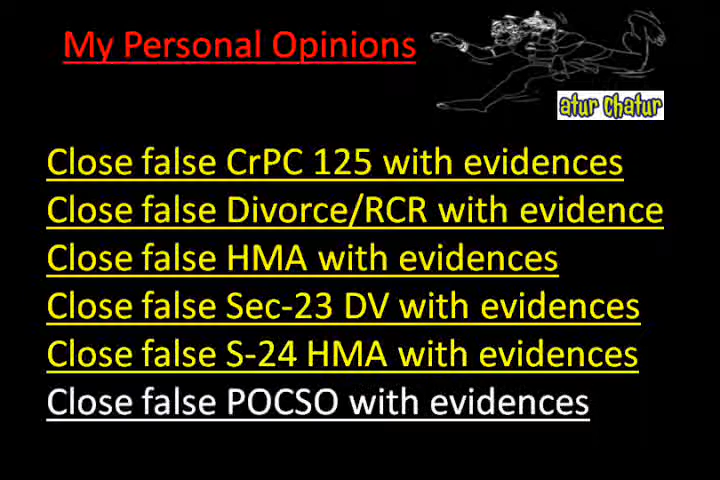 My Personal Opinions
atur Chatur
Close false CrPC 125 with evidences
Close false Divorce/RCR with evidence
Close false HMA with evidences
Close false Sec-23 DV with evidences
Close false S-24 HMA with evidences
Close false POCSO with evidences